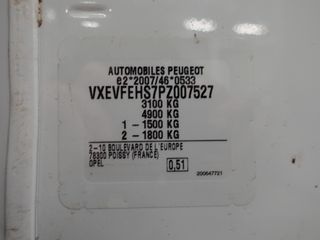 AUTOMOBILES PEUGEOT
e2*2007/46*0533
VXEVFEHS7PZ007527
3100 KG
4900 KG
1 - 1500 KG
2 - 1800 KG
2-10 BOULEVARD DE L'EUROPE
78300 POISSY (FRANCE)
OPEL
0.51
200647721